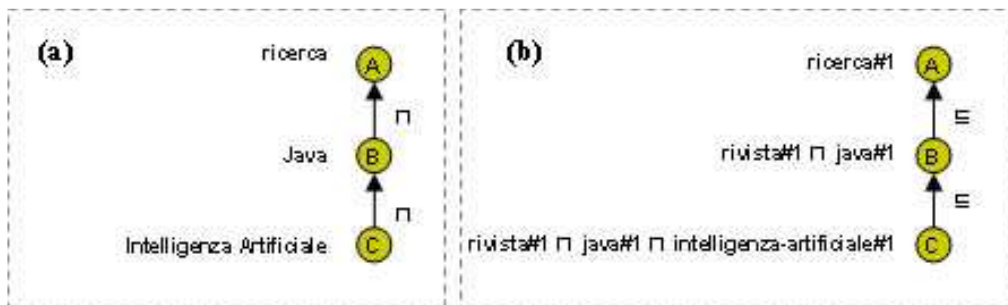 (a)
ricerca A
⊓
Java B
⊓
Intelligenza Artificiale C
(b)
ricerca#1 A
⊑
rivista#1 ⊓ java#1 B
⊑
rivista#1 ⊓ java#1 ⊓ intelligenza-artificiale#1 C